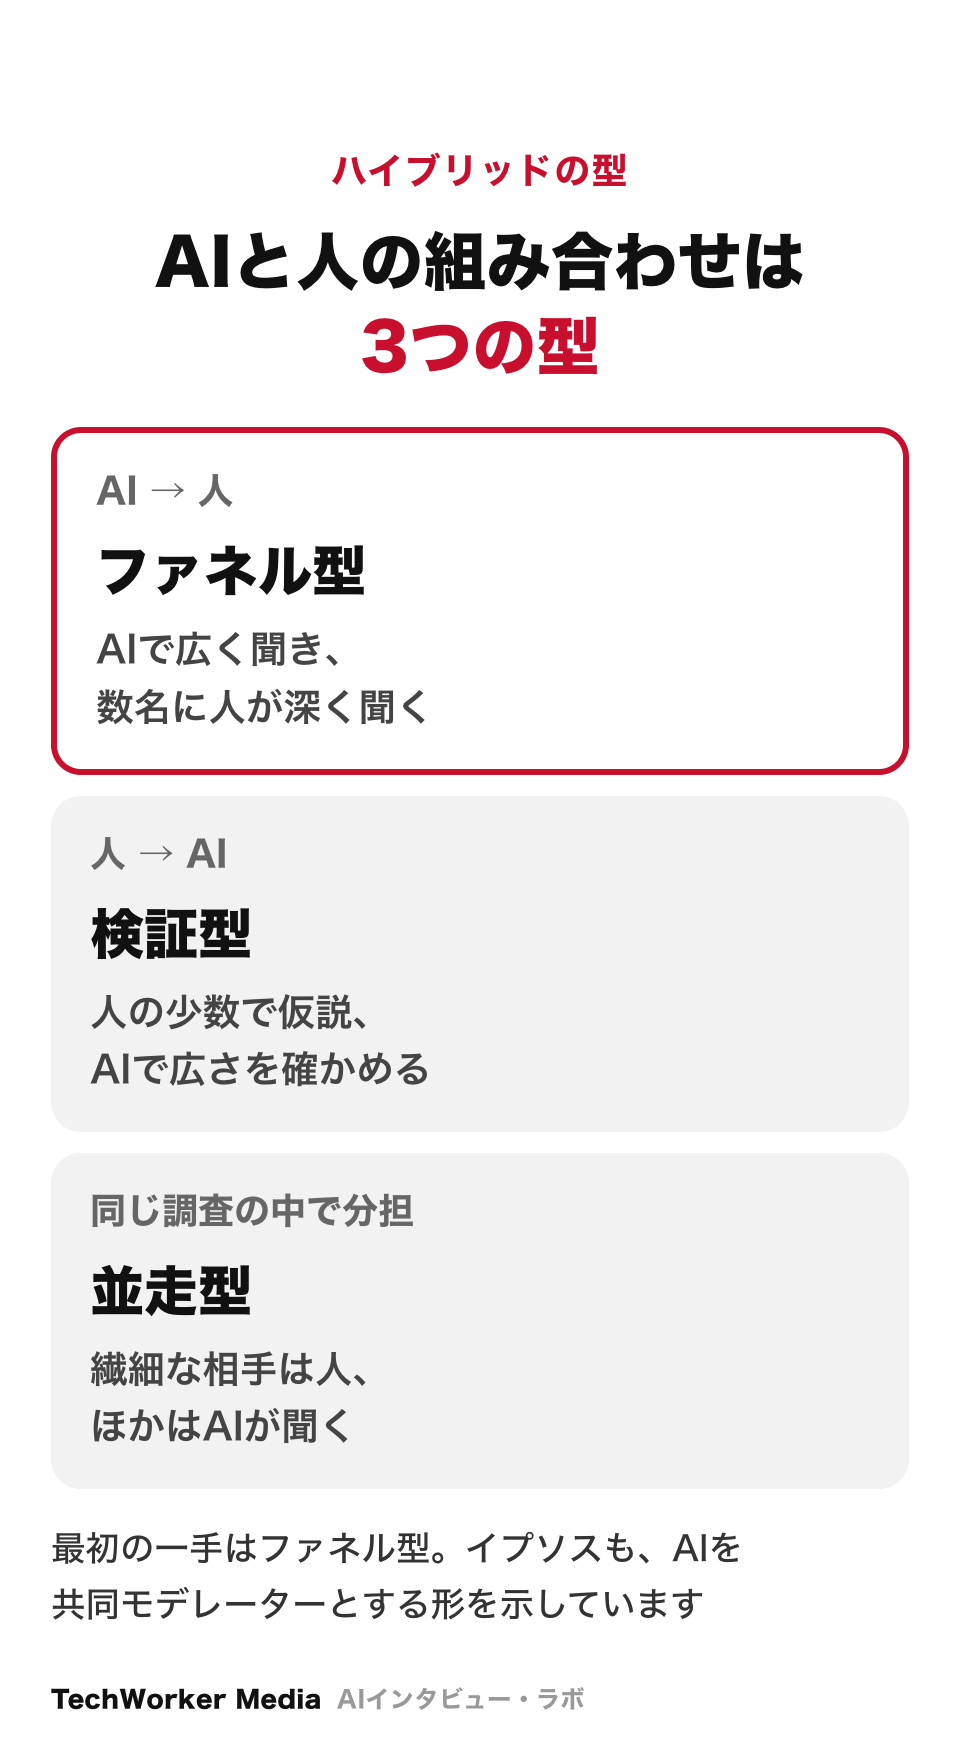 ハイブリッドの型
AIと人の組み合わせは
3つの型
AI → 人
ファネル型
AIで広く聞き、
数名に人が深く聞く
人 → AI
検証型
人の少数で仮説、
AIで広さを確かめる
同じ調査の中で分担
並走型
繊細な相手は人、
ほかはAIが聞く
最初の一手はファネル型。イプソスも、AIを
共同モデレーターとする形を示しています
TechWorker Media AIインタビュー・ラボ